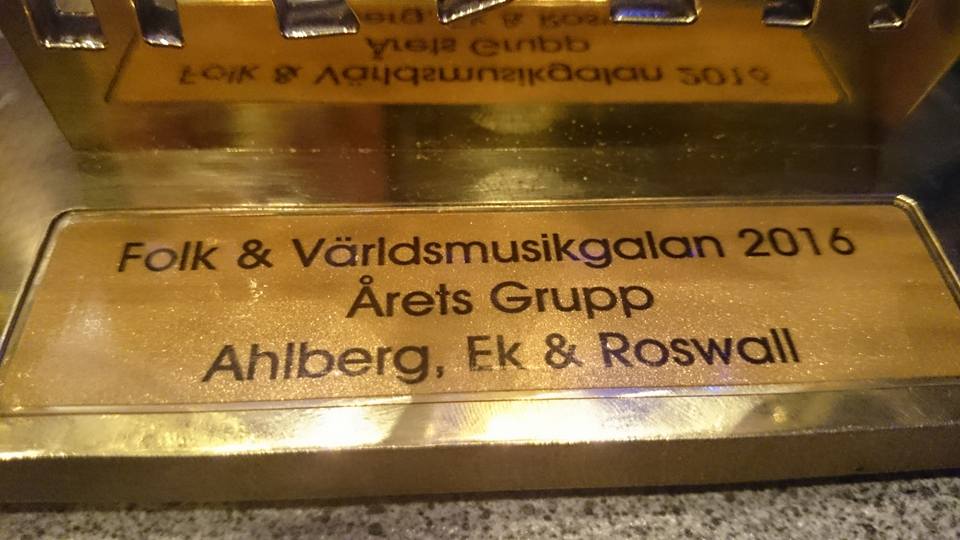 Folk & Världsmusikgalan 2016
Årets Grupp
Ahlberg, Ek & Roswall